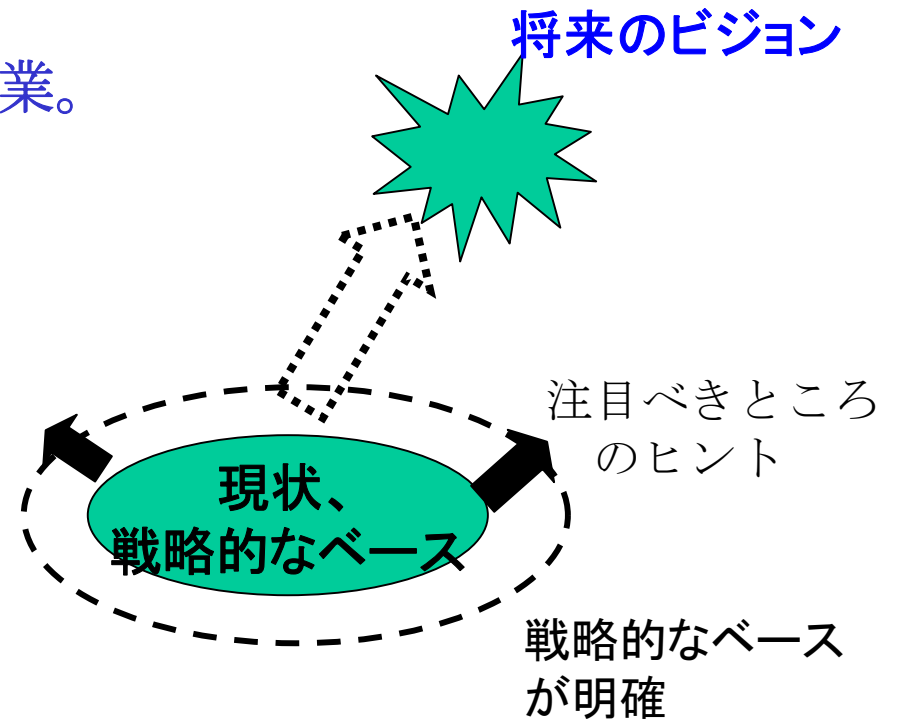 将来のビジョン
業。
注目べきところ
のヒント
現状、
戦略的なベース
戦略的なベース
が明確